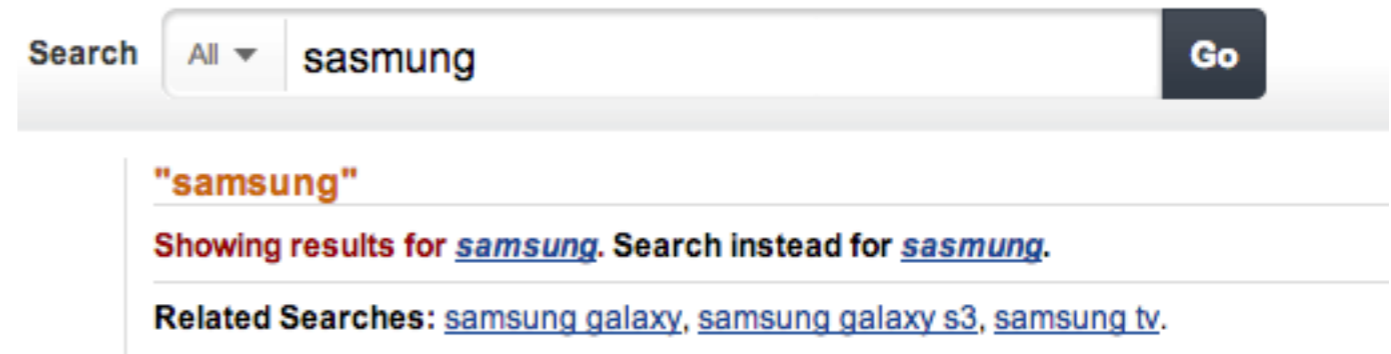 Search All sasmung Go
"samsung"
Showing results for samsung. Search instead for sasmung.
Related Searches: samsung galaxy, samsung galaxy s3, samsung tv.